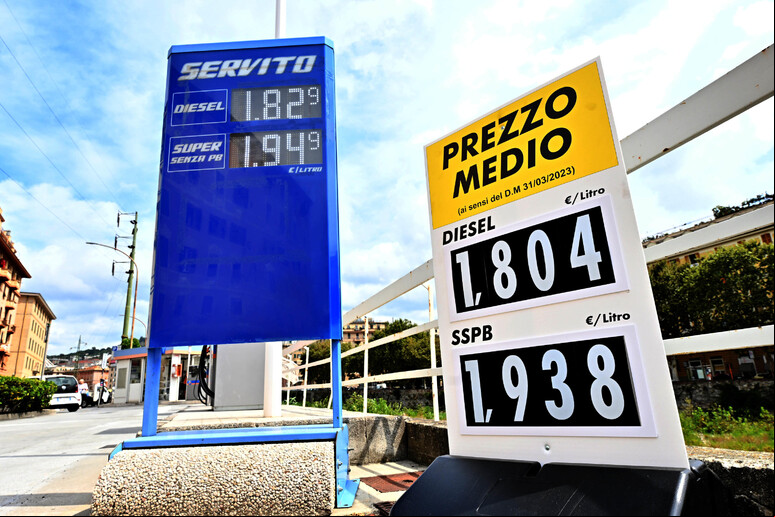 SERVITO
DIESEL 1.829
SUPER SENZA PB 1.949
€/LITRO
PREZZO
MEDIO
(ai sensi del D.M 31/03/2023)
€/Litro
DIESEL
1,804
€/Litro
SSPB
1,938